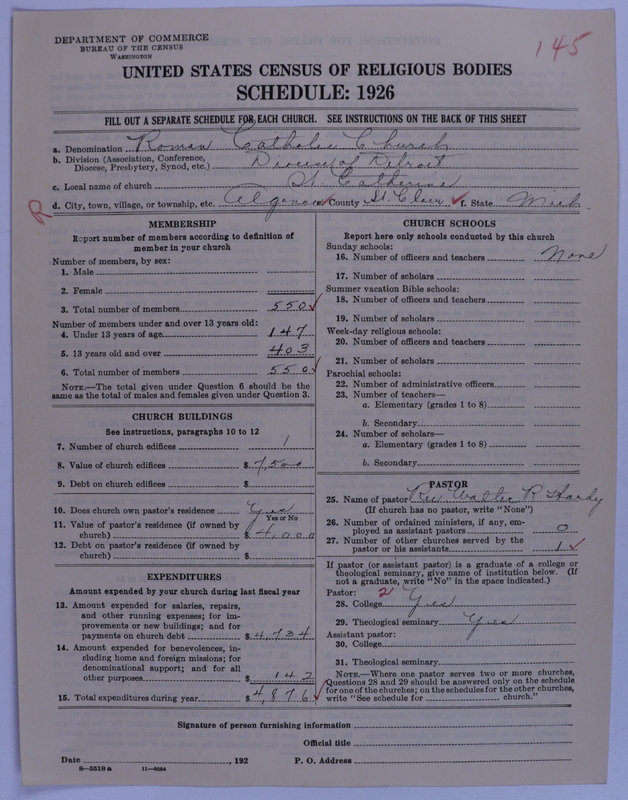 DEPARTMENT OF COMMERCE
BUREAU OF THE CENSUS
WASHINGTON
145
UNITED STATES CENSUS OF RELIGIOUS BODIES
SCHEDULE: 1926
FILL OUT A SEPARATE SCHEDULE FOR EACH CHURCH. SEE INSTRUCTIONS ON THE BACK OF THIS SHEET
a. Denomination Roman Catholic Church
b. Division (Association, Conference, Diocese, Presbytery, Synod, etc.) Diocese of Detroit
c. Local name of church St. Catherine
R d. City, town, village, or township, etc. Algonac e. County St. Clair f. State Mich
MEMBERSHIP
Report number of members according to definition of
member in your church
Number of members, by sex:
1. Male
2. Female
3. Total number of members 550
Number of members under and over 13 years old:
4. Under 13 years of age 147
5. 13 years old and over 403
6. Total number of members 550
NOTE.—The total given under Question 6 should be
same as the total of males and females given under Question 3.
CHURCH BUILDINGS
See instructions, paragraphs 10 to 12
7. Number of church edifices 1
8. Value of church edifices $ 7,500
9. Debt on church edifices $
10. Does church own pastor's residence Yes
Yes or No
11. Value of pastor's residence (if owned by
church) $ 4,000
12. Debt on pastor's residence (if owned by
church) $
EXPENDITURES
Amount expended by your church during last fiscal year
13. Amount expended for salaries, repairs,
and other running expenses; for im-
provements or new buildings; and for
payments on church debt $ 4,734
14. Amount expended for benevolences, in-
cluding home and foreign missions; for
denominational support; and for all
other purposes $ 142
15. Total expenditures during year $ 4,876
CHURCH SCHOOLS
Report here only schools conducted by this church
Sunday schools:
16. Number of officers and teachers None
17. Number of scholars
Summer vacation Bible schools:
18. Number of officers and teachers
19. Number of scholars
Week-day religious schools:
20. Number of officers and teachers
21. Number of scholars
Parochial schools:
22. Number of administrative officers
23. Number of teachers—
a. Elementary (grades 1 to 8)
b. Secondary
24. Number of scholars—
a. Elementary (grades 1 to 8)
b. Secondary
PASTOR
25. Name of pastor Rev. Walter R Hardy
(If church has no pastor, write "None")
26. Number of ordained ministers, if any, em-
ployed as assistant pastors 0
27. Number of other churches served by the
pastor or his assistants 1
If pastor (or assistant pastor) is a graduate of a college or
theological seminary, give name of institution below. (If
not a graduate, write "No" in the space indicated.)
Pastor: 2
28. College Yes
29. Theological seminary Yes
Assistant pastor:
30. College
31. Theological seminary
NOTE.—Where one pastor serves two or more churches,
Questions 28 and 29 should be answered only on the schedule
for one of the churches; on the schedules for the other churches,
write "See schedule for church."
Signature of person furnishing information
Official title
Date , 192 P. O. Address
8—5518 a 11—9084